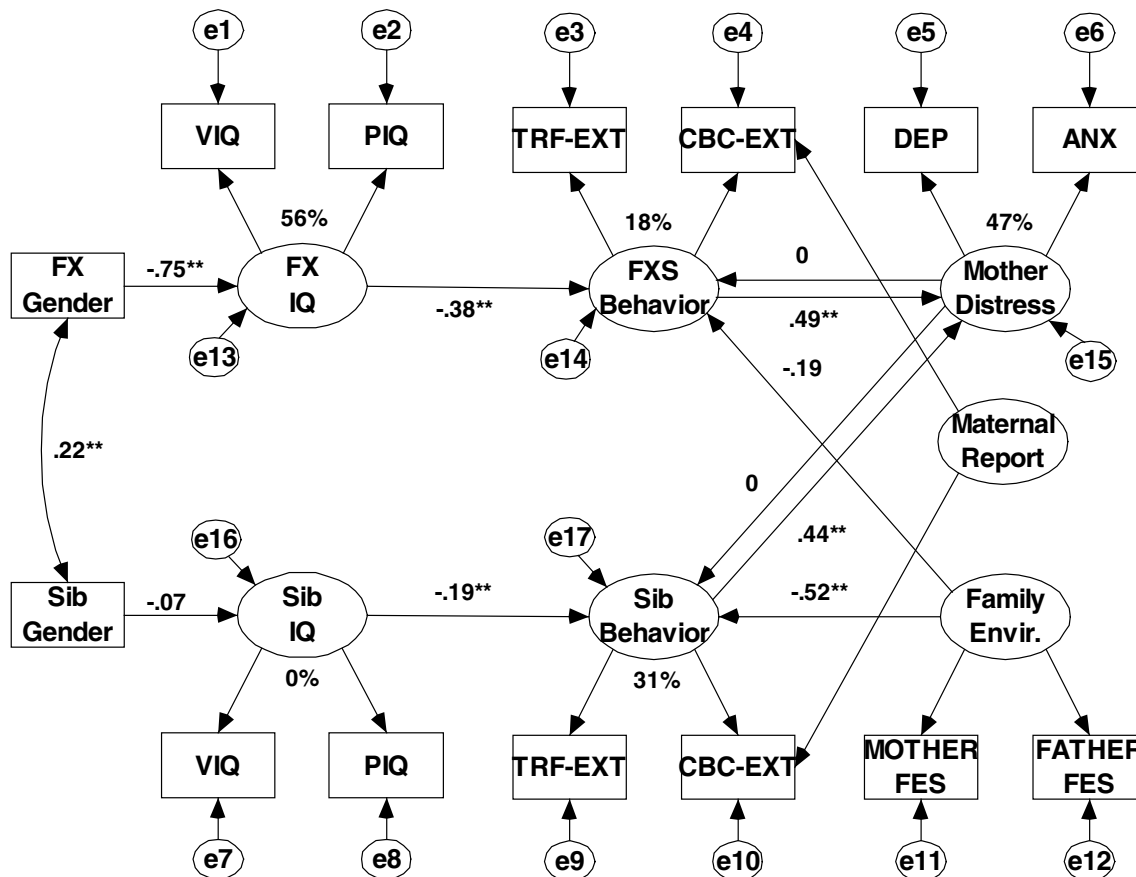 e1
e2
e3
e4
e5
e6
VIQ
PIQ
TRF-EXT
CBC-EXT
DEP
ANX
56%
18%
47%
FX
Gender
-.75**
FX
IQ
-.38**
FXS
Behavior
0
.49**
-.19
Mother
Distress
e13
e14
e15
.22**
Maternal
Report
0
.44**
e16
e17
Sib
Gender
-.07
Sib
IQ
-.19**
Sib
Behavior
-.52**
Family
Envir.
0%
31%
VIQ
PIQ
TRF-EXT
CBC-EXT
MOTHER
FES
FATHER
FES
e7
e8
e9
e10
e11
e12